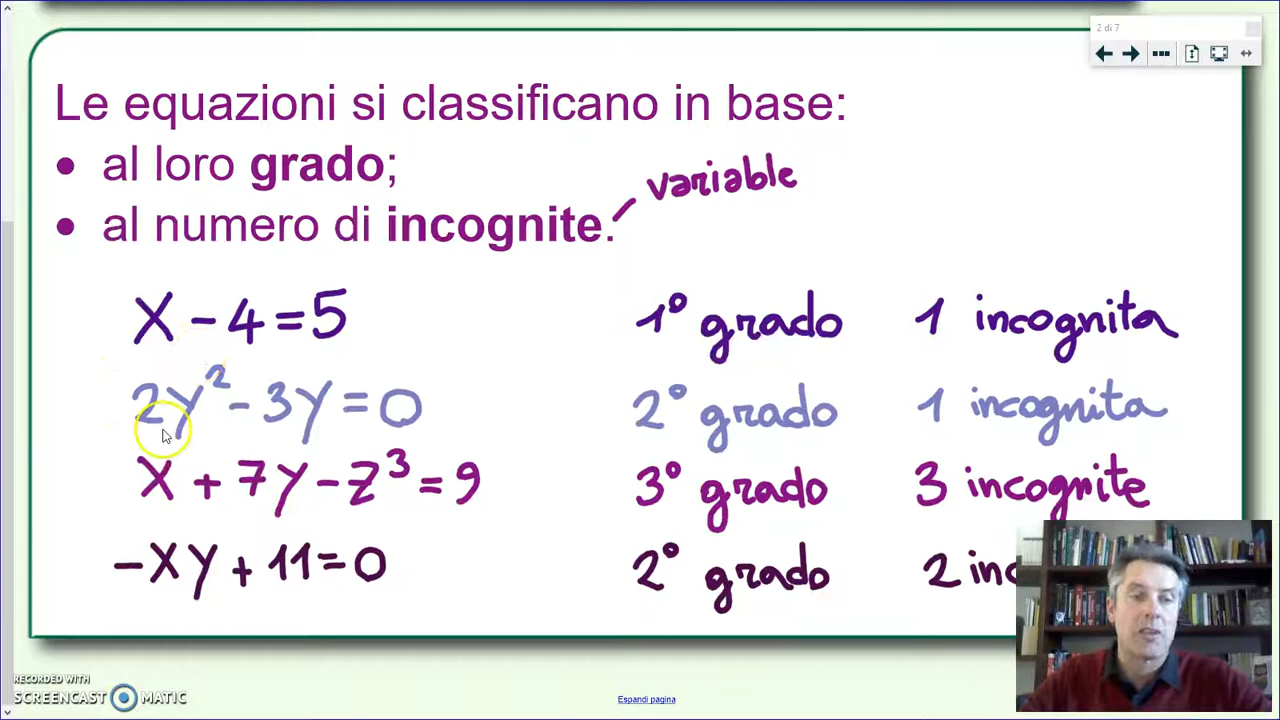 2 di 7
Le equazioni si classificano in base:
• al loro grado;
variable
• al numero di incognite.
X - 4 = 5 1° grado 1 incognita
2y² - 3y = 0 2° grado 1 incognita
X + 7y - z³ = 9 3° grado 3 incognite
-xy + 11 = 0 2° grado 2 inc
RECORDED WITH
SCREENCAST MATIC
Espandi pagina